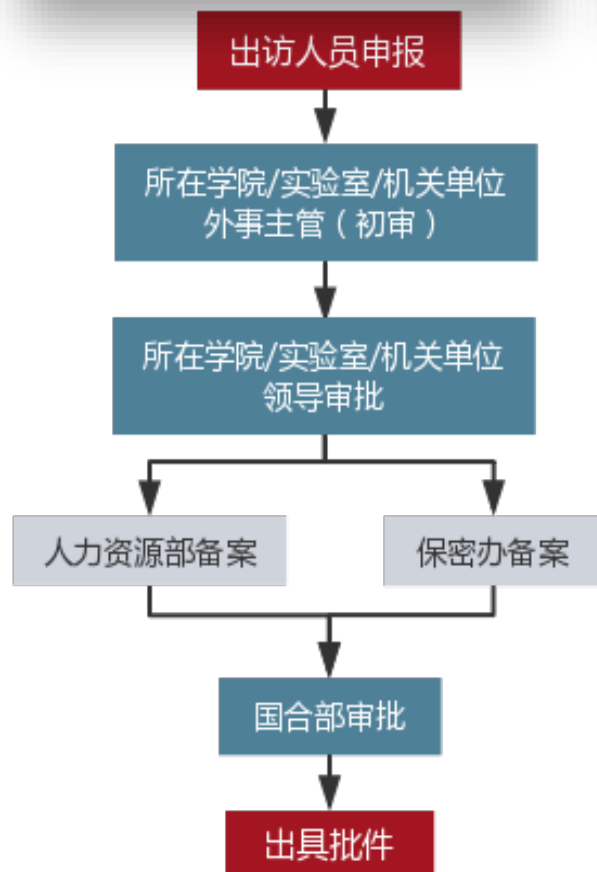 出访人员申报
所在学院/实验室/机关单位
外事主管（初审）
所在学院/实验室/机关单位
领导审批
人力资源部备案
保密办备案
国合部审批
出具批件